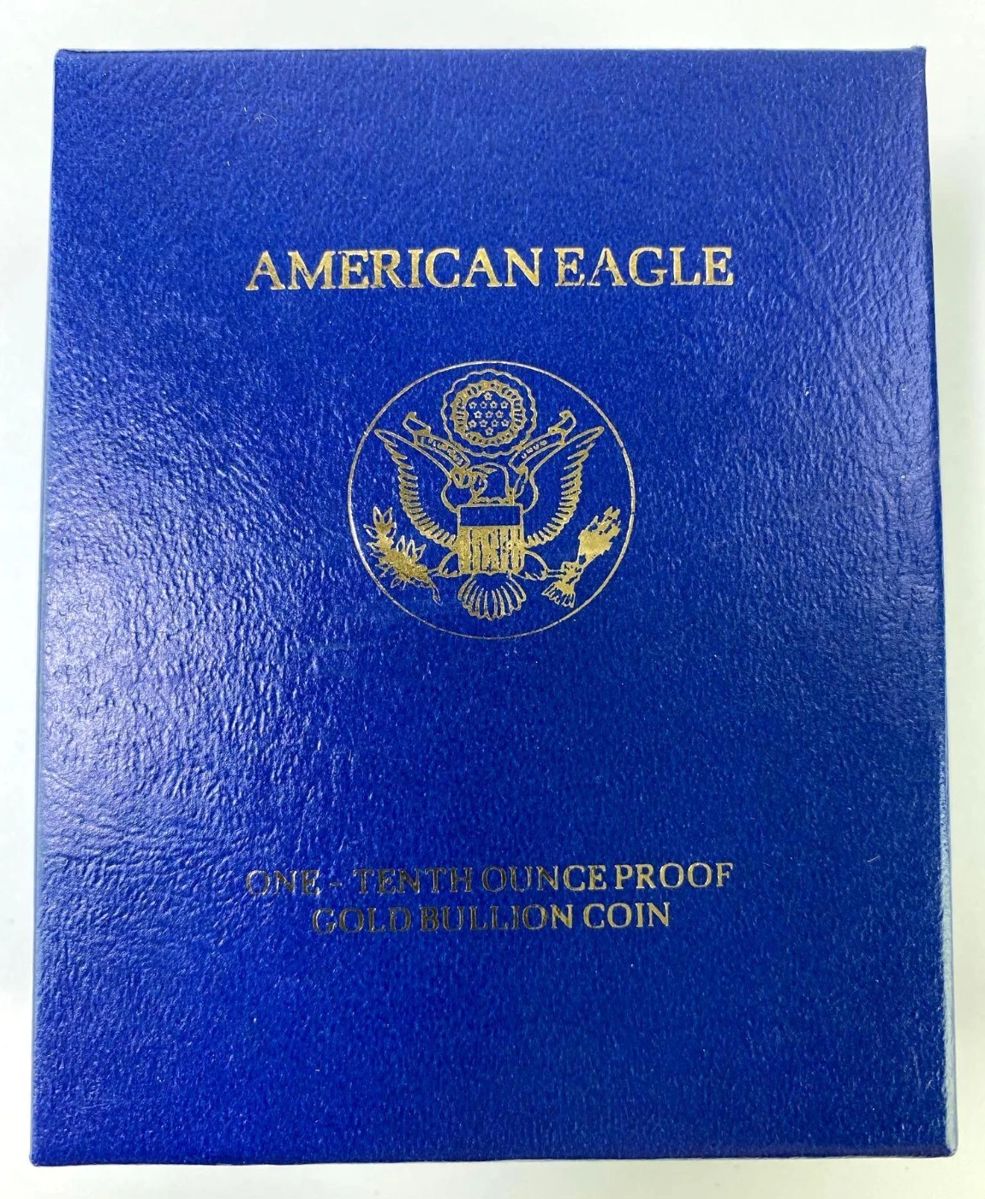 AMERICAN EAGLE
ONE - TENTH OUNCE PROOF
GOLD BULLION COIN